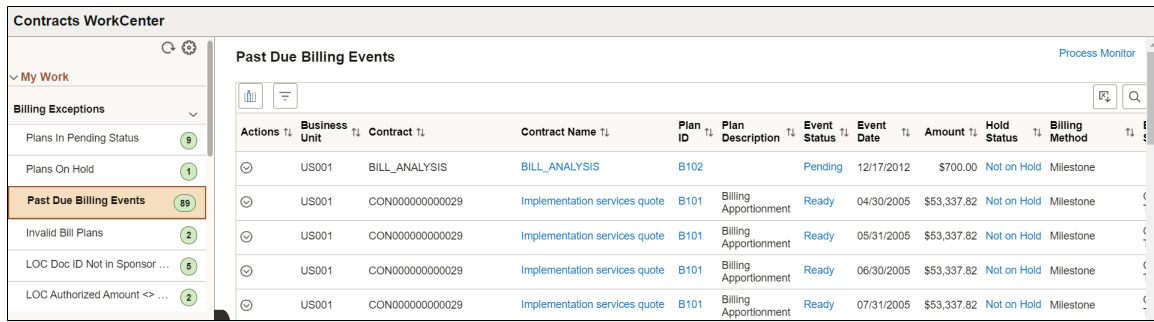 Contracts WorkCenter
My Work
Billing Exceptions
Plans In Pending Status 9
Plans On Hold 1
Past Due Billing Events 89
Invalid Bill Plans 2
LOC Doc ID Not in Sponsor ... 5
LOC Authorized Amount <> ... 2
Past Due Billing Events
Process Monitor
Actions Business Unit Contract Contract Name Plan ID Plan Description Event Status Event Date Amount Hold Status Billing Method
US001 BILL_ANALYSIS BILL_ANALYSIS B102 Pending 12/17/2012 $700.00 Not on Hold Milestone
US001 CON000000000029 Implementation services quote B101 Billing Apportionment Ready 04/30/2005 $53,337.82 Not on Hold Milestone
US001 CON000000000029 Implementation services quote B101 Billing Apportionment Ready 05/31/2005 $53,337.82 Not on Hold Milestone
US001 CON000000000029 Implementation services quote B101 Billing Apportionment Ready 06/30/2005 $53,337.82 Not on Hold Milestone
US001 CON000000000029 Implementation services quote B101 Billing Apportionment Ready 07/31/2005 $53,337.82 Not on Hold Milestone